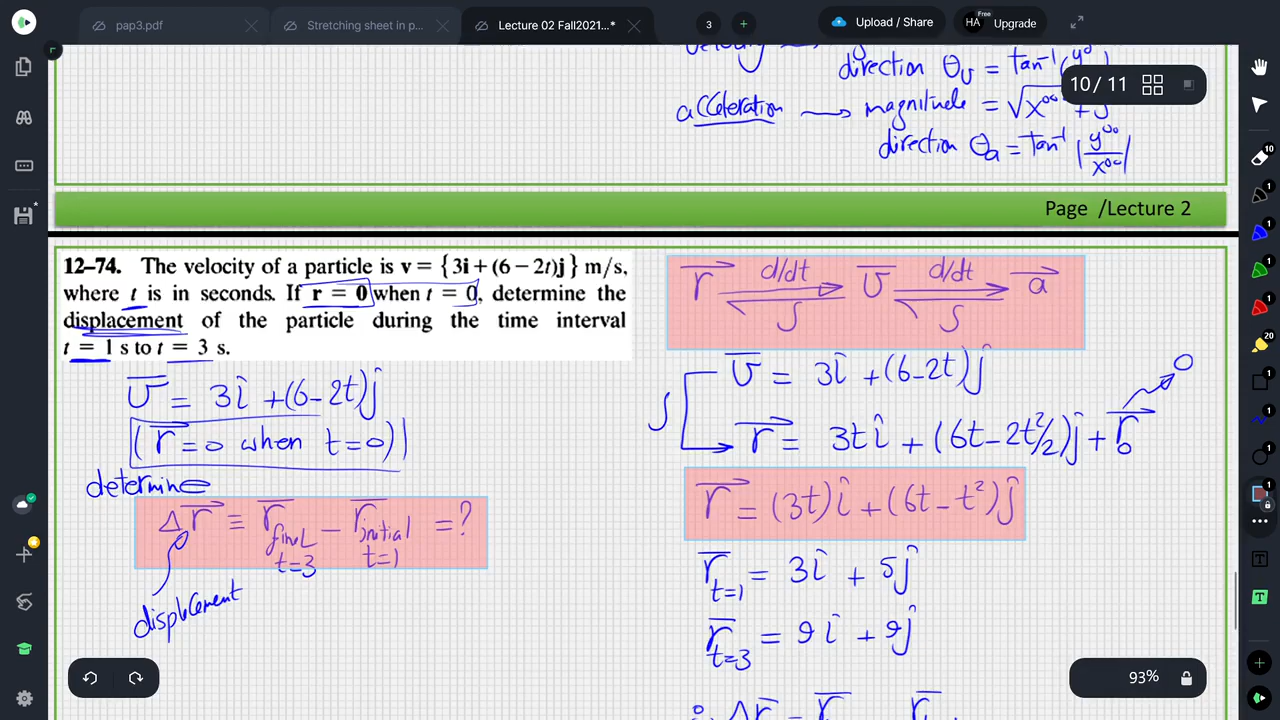 pap3.pdf
Stretching sheet in p...
Lecture 02 Fall2021...*
3
Upload / Share
HA
Free
Upgrade
velocity
direction θ_v = tan⁻¹
10 / 11
acceleration → magnitude = √x°°
direction θ_a = tan⁻¹ |y°°/x°°|
Page /Lecture 2
12–74. The velocity of a particle is v = {3i + (6 – 2t)j} m/s,
where t is in seconds. If r = 0 when t = 0, determine the
displacement of the particle during the time interval
t = 1 s to t = 3 s.
v = 3i + (6-2t)j
(r = 0 when t = 0)
determine
Δr ≡ r final t=3 − r initial t=1 = ?
displacement
r d/dt ∫ v d/dt ∫ a
∫ v = 3i + (6-2t)j
r = 3t i + (6t − 2t²/2)j + r₀ → 0
r = (3t)i + (6t − t²)j
r t=1 = 3i + 5j
r t=3 = 9i + 9j
Δr = r
93%